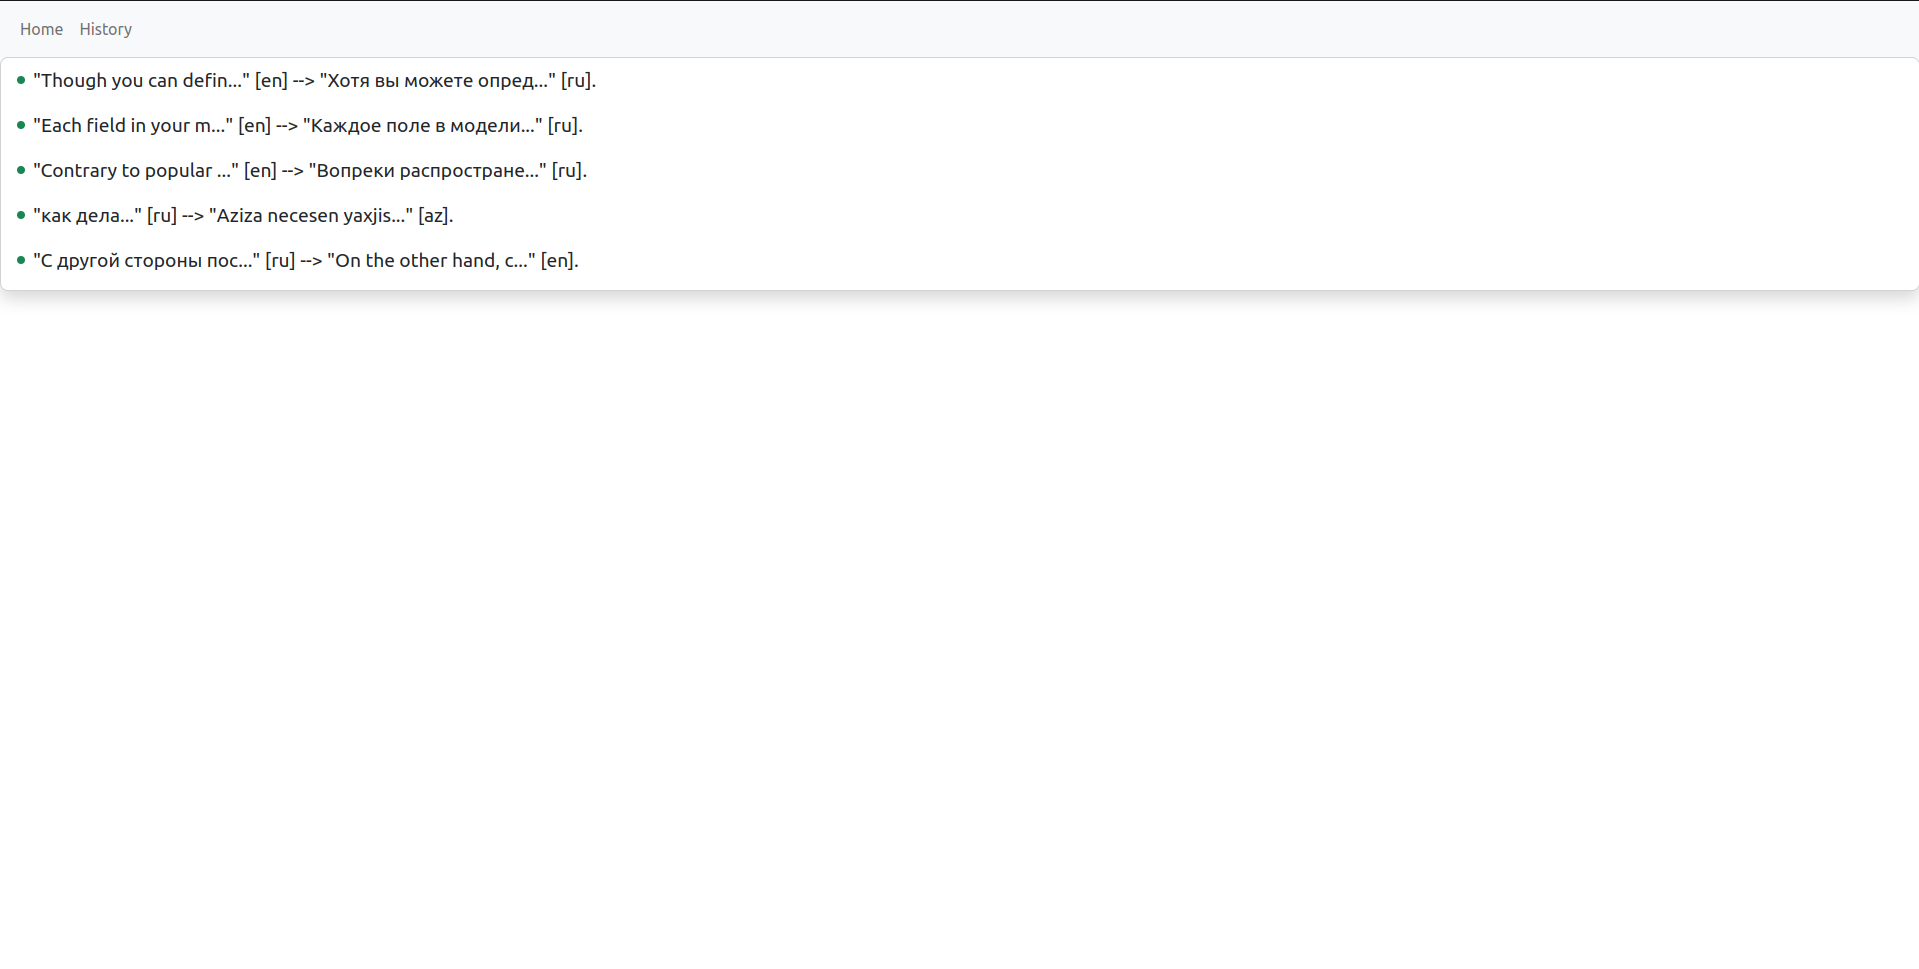 Home History
"Though you can defin..." [en] --> "Хотя вы можете опред..." [ru].
"Each field in your m..." [en] --> "Каждое поле в модели..." [ru].
"Contrary to popular ..." [en] --> "Вопреки распростране..." [ru].
"как дела..." [ru] --> "Aziza necesen yaxjis..." [az].
"С другой стороны пос..." [ru] --> "On the other hand, c..." [en].